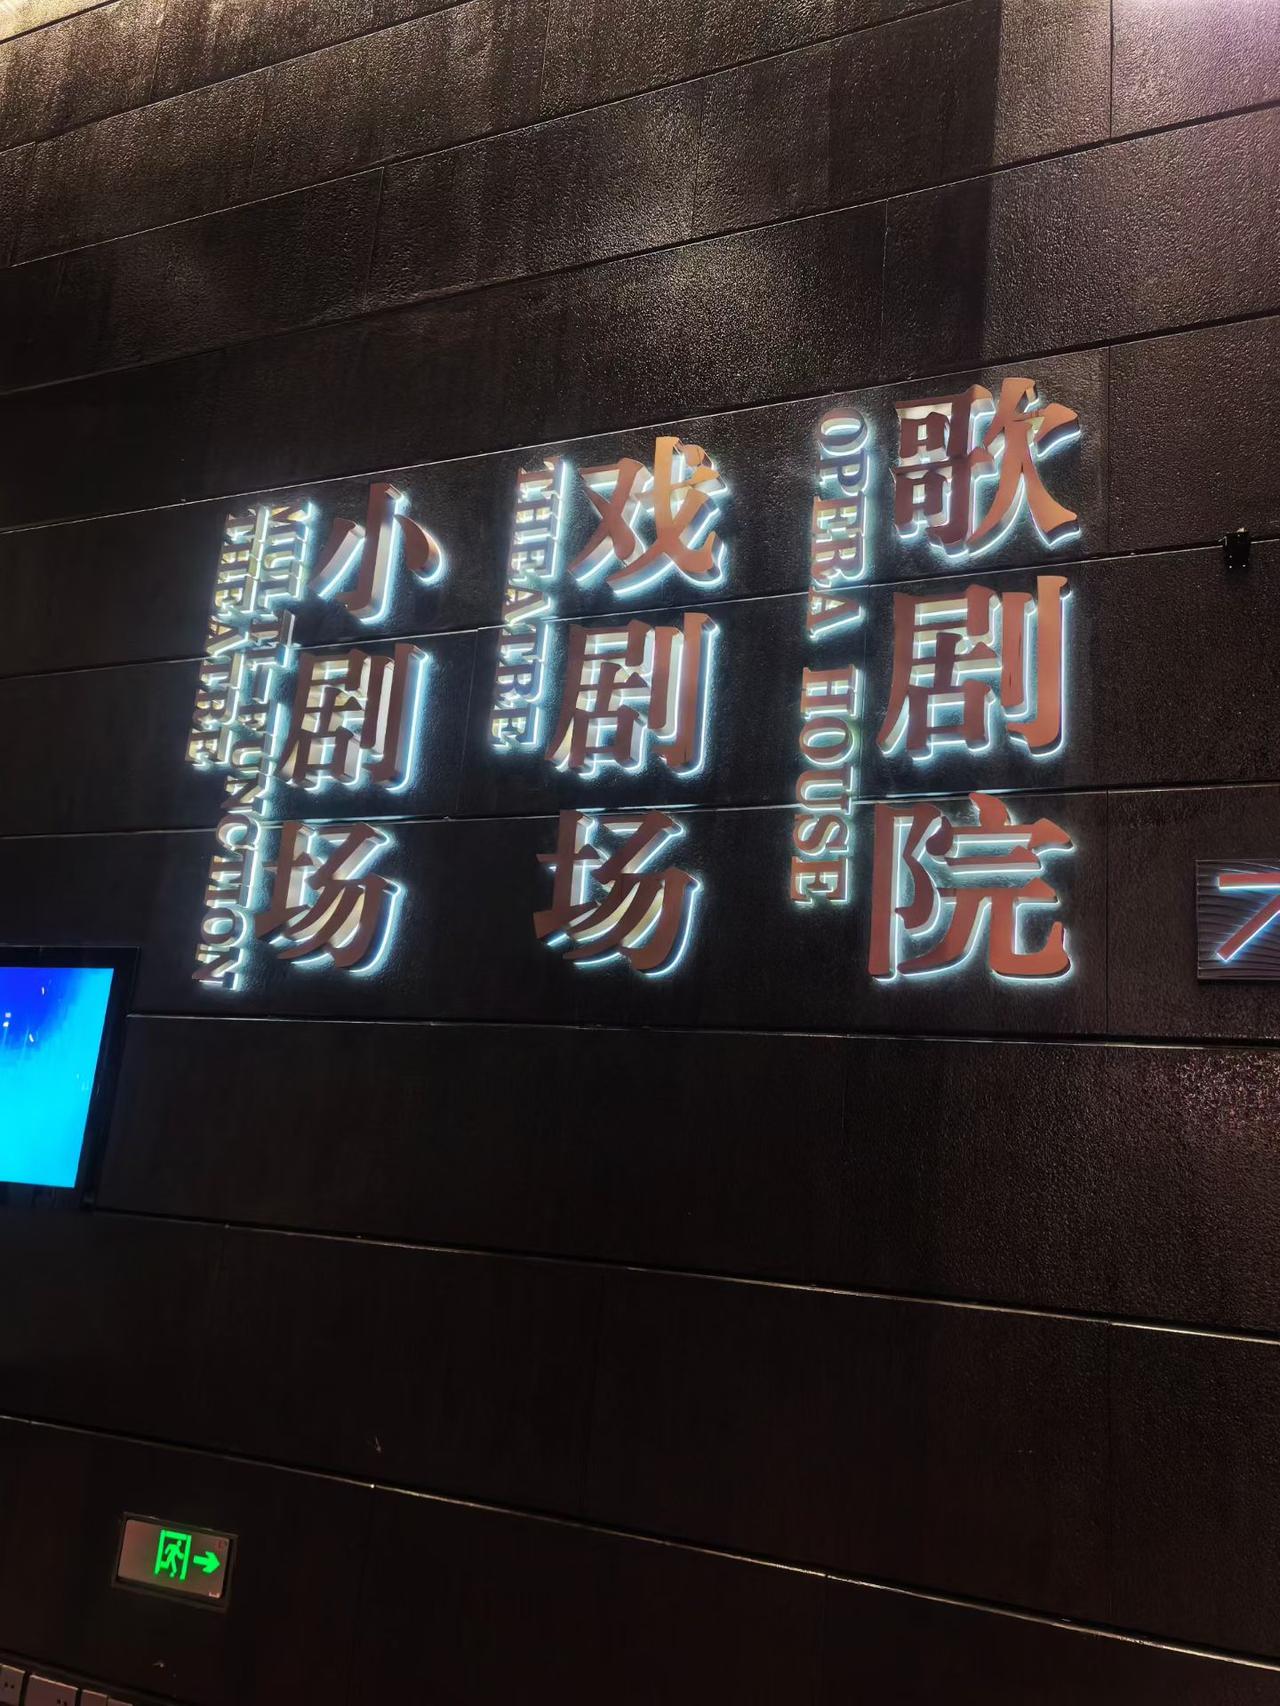 歌剧院
OPERA HOUSE
戏剧场
THEATRE
小剧场
MULTI-FUNCTION
THEATRE